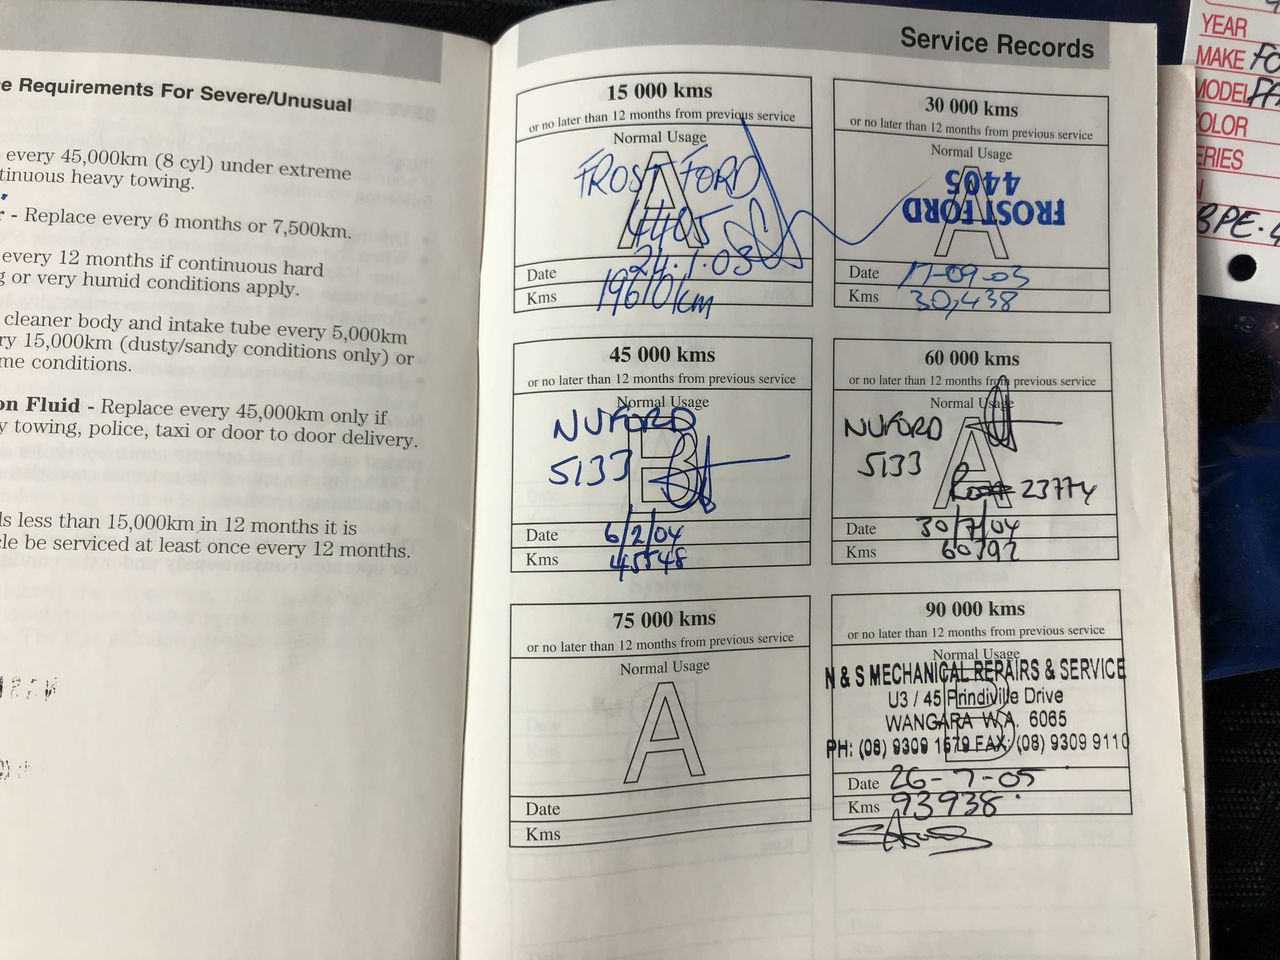 e Requirements For Severe/Unusual
every 45,000km (8 cyl) under extreme
tinuous heavy towing.
r - Replace every 6 months or 7,500km.
every 12 months if continuous hard
g or very humid conditions apply.
cleaner body and intake tube every 5,000km
ry 15,000km (dusty/sandy conditions only) or
me conditions.
on Fluid - Replace every 45,000km only if
y towing, police, taxi or door to door delivery.
ls less than 15,000km in 12 months it is
cle be serviced at least once every 12 months.
Service Records
15 000 kms
or no later than 12 months from previous service
Normal Usage
A
FROST FORD
4405
Date 24.1.03
Kms 19610km
30 000 kms
or no later than 12 months from previous service
Normal Usage
A
FROST FORD
4405
Date 17-09-03
Kms 30,438
45 000 kms
or no later than 12 months from previous service
Normal Usage
B
NUFORD
5133
Date 6/2/04
Kms 45548
60 000 kms
or no later than 12 months from previous service
Normal Usage
A
NUFORD
5133
23774
Date 30/7/04
Kms 60792
75 000 kms
or no later than 12 months from previous service
Normal Usage
A
Date
Kms
90 000 kms
or no later than 12 months from previous service
Normal Usage
B
N & S MECHANICAL REPAIRS & SERVICE
U3 / 45 Prindiville Drive
WANGARA W.A. 6065
PH: (08) 9309 1679 FAX: (08) 9309 9110
Date 26-7-05
Kms 93938
YEAR
MAKE FO
MODEL FA
OLOR
ERIES
BPE-4